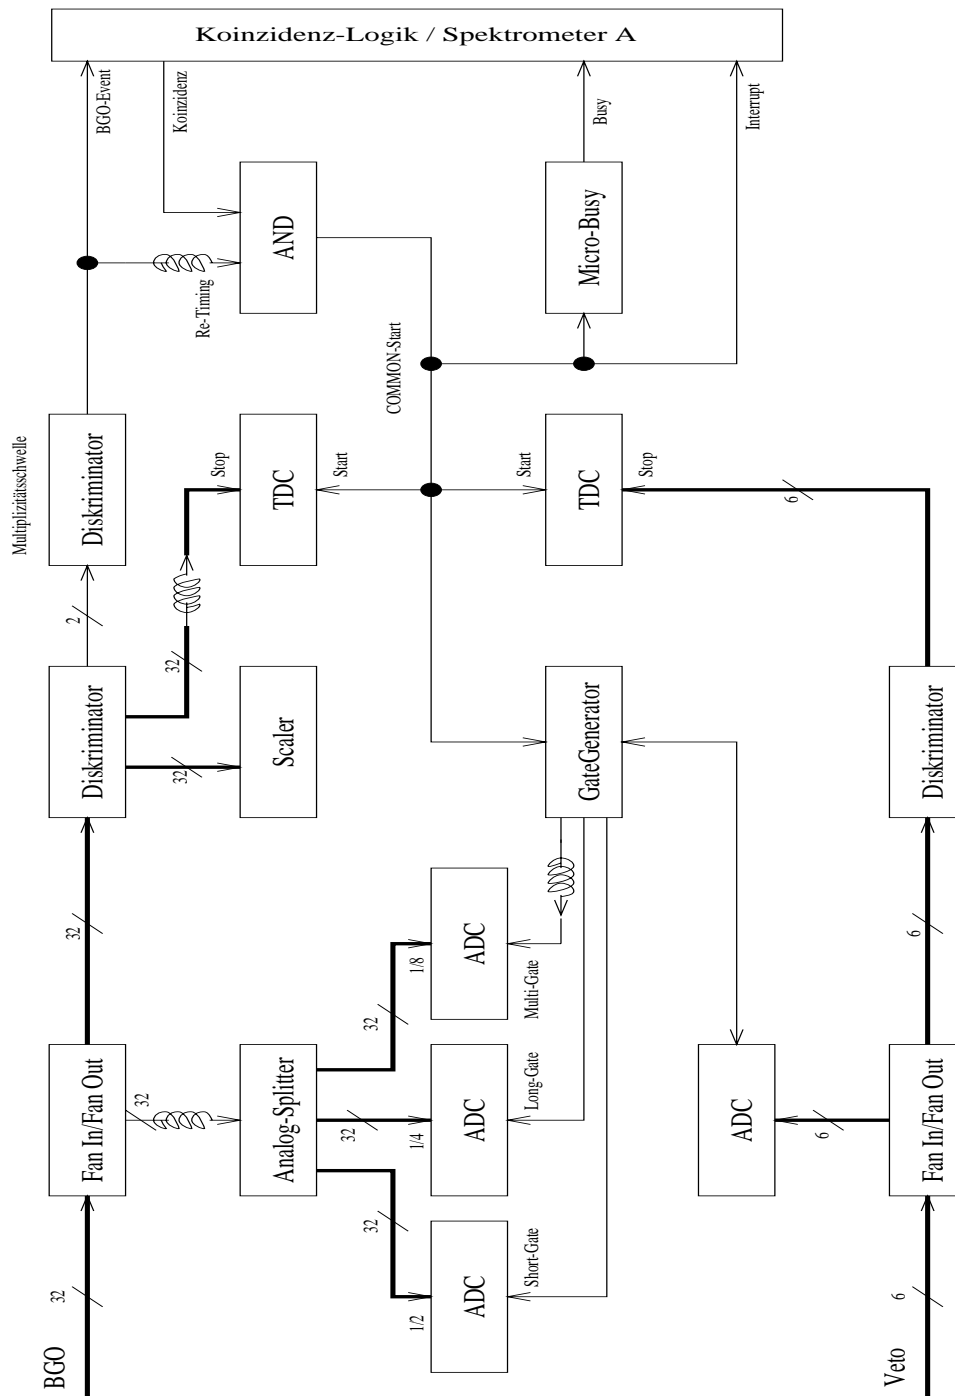 Koinzidenz-Logik / Spektrometer A
BGO-Event
Koinzidenz
Busy
Interrupt
AND
Micro-Busy
Re-Timing
COMMON-Start
Multiplizitätsschwelle
Diskriminator
Stop
TDC
Start
Start
TDC
Stop
6
2
32
Diskriminator
32
Scaler
GateGenerator
Diskriminator
32
1/8
ADC
Multi-Gate
32
6
Fan In/Fan Out
32
Analog-Splitter
32
1/4
ADC
Long-Gate
ADC
6
Fan In/Fan Out
32
1/2
ADC
Short-Gate
32
6
BGO
Veto